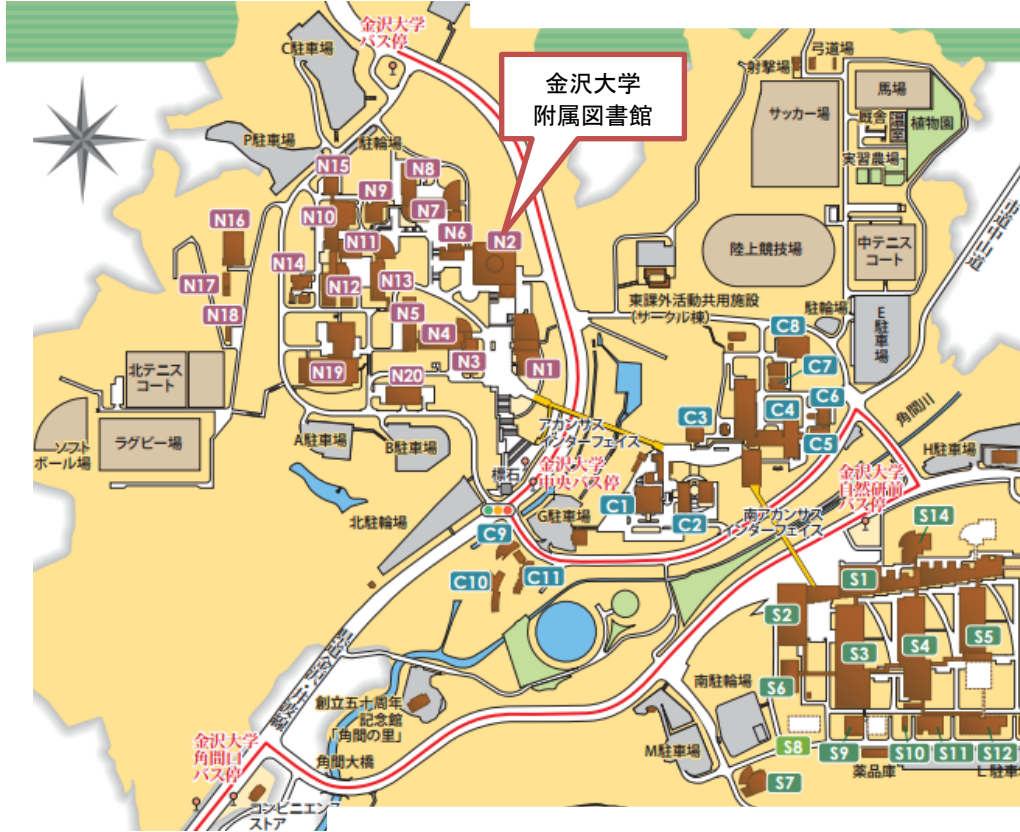 金沢大学
バス停
C駐車場
金沢大学
附属図書館
射撃場
弓道場
馬場
サッカー場
厩舎
温室
植物園
実習農場
P駐車場
駐輪場
N15
N8
N9
N7
N10
N6
N16
N11
N2
陸上競技場
中テニス
コート
市道中山道
N14
N13
N17
N12
N18
N5
N4
東課外活動共用施設
(サークル棟)
駐輪場
E駐車場
C8
N3
N1
C7
北テニス
コート
N19
N20
C6
C3
C4
C5
ソフト
ボール場
ラグビー場
A駐車場
B駐車場
アカンサス
インターフェイス
角間川
H駐車場
標石
金沢大学
中央バス停
金沢大学
自然研前
バス停
北駐輪場
G駐車場
C1
C2
南アカンサス
インターフェイス
S14
C9
C10
C11
S1
S2
S3
S4
S5
S6
南駐輪場
創立五十周年
記念館
「角間の里」
金沢大学
角間口
バス停
角間大橋
M駐車場
S8
S9
S10
S11
S12
薬品庫
L駐車
S7
コンビニエンス
ストア